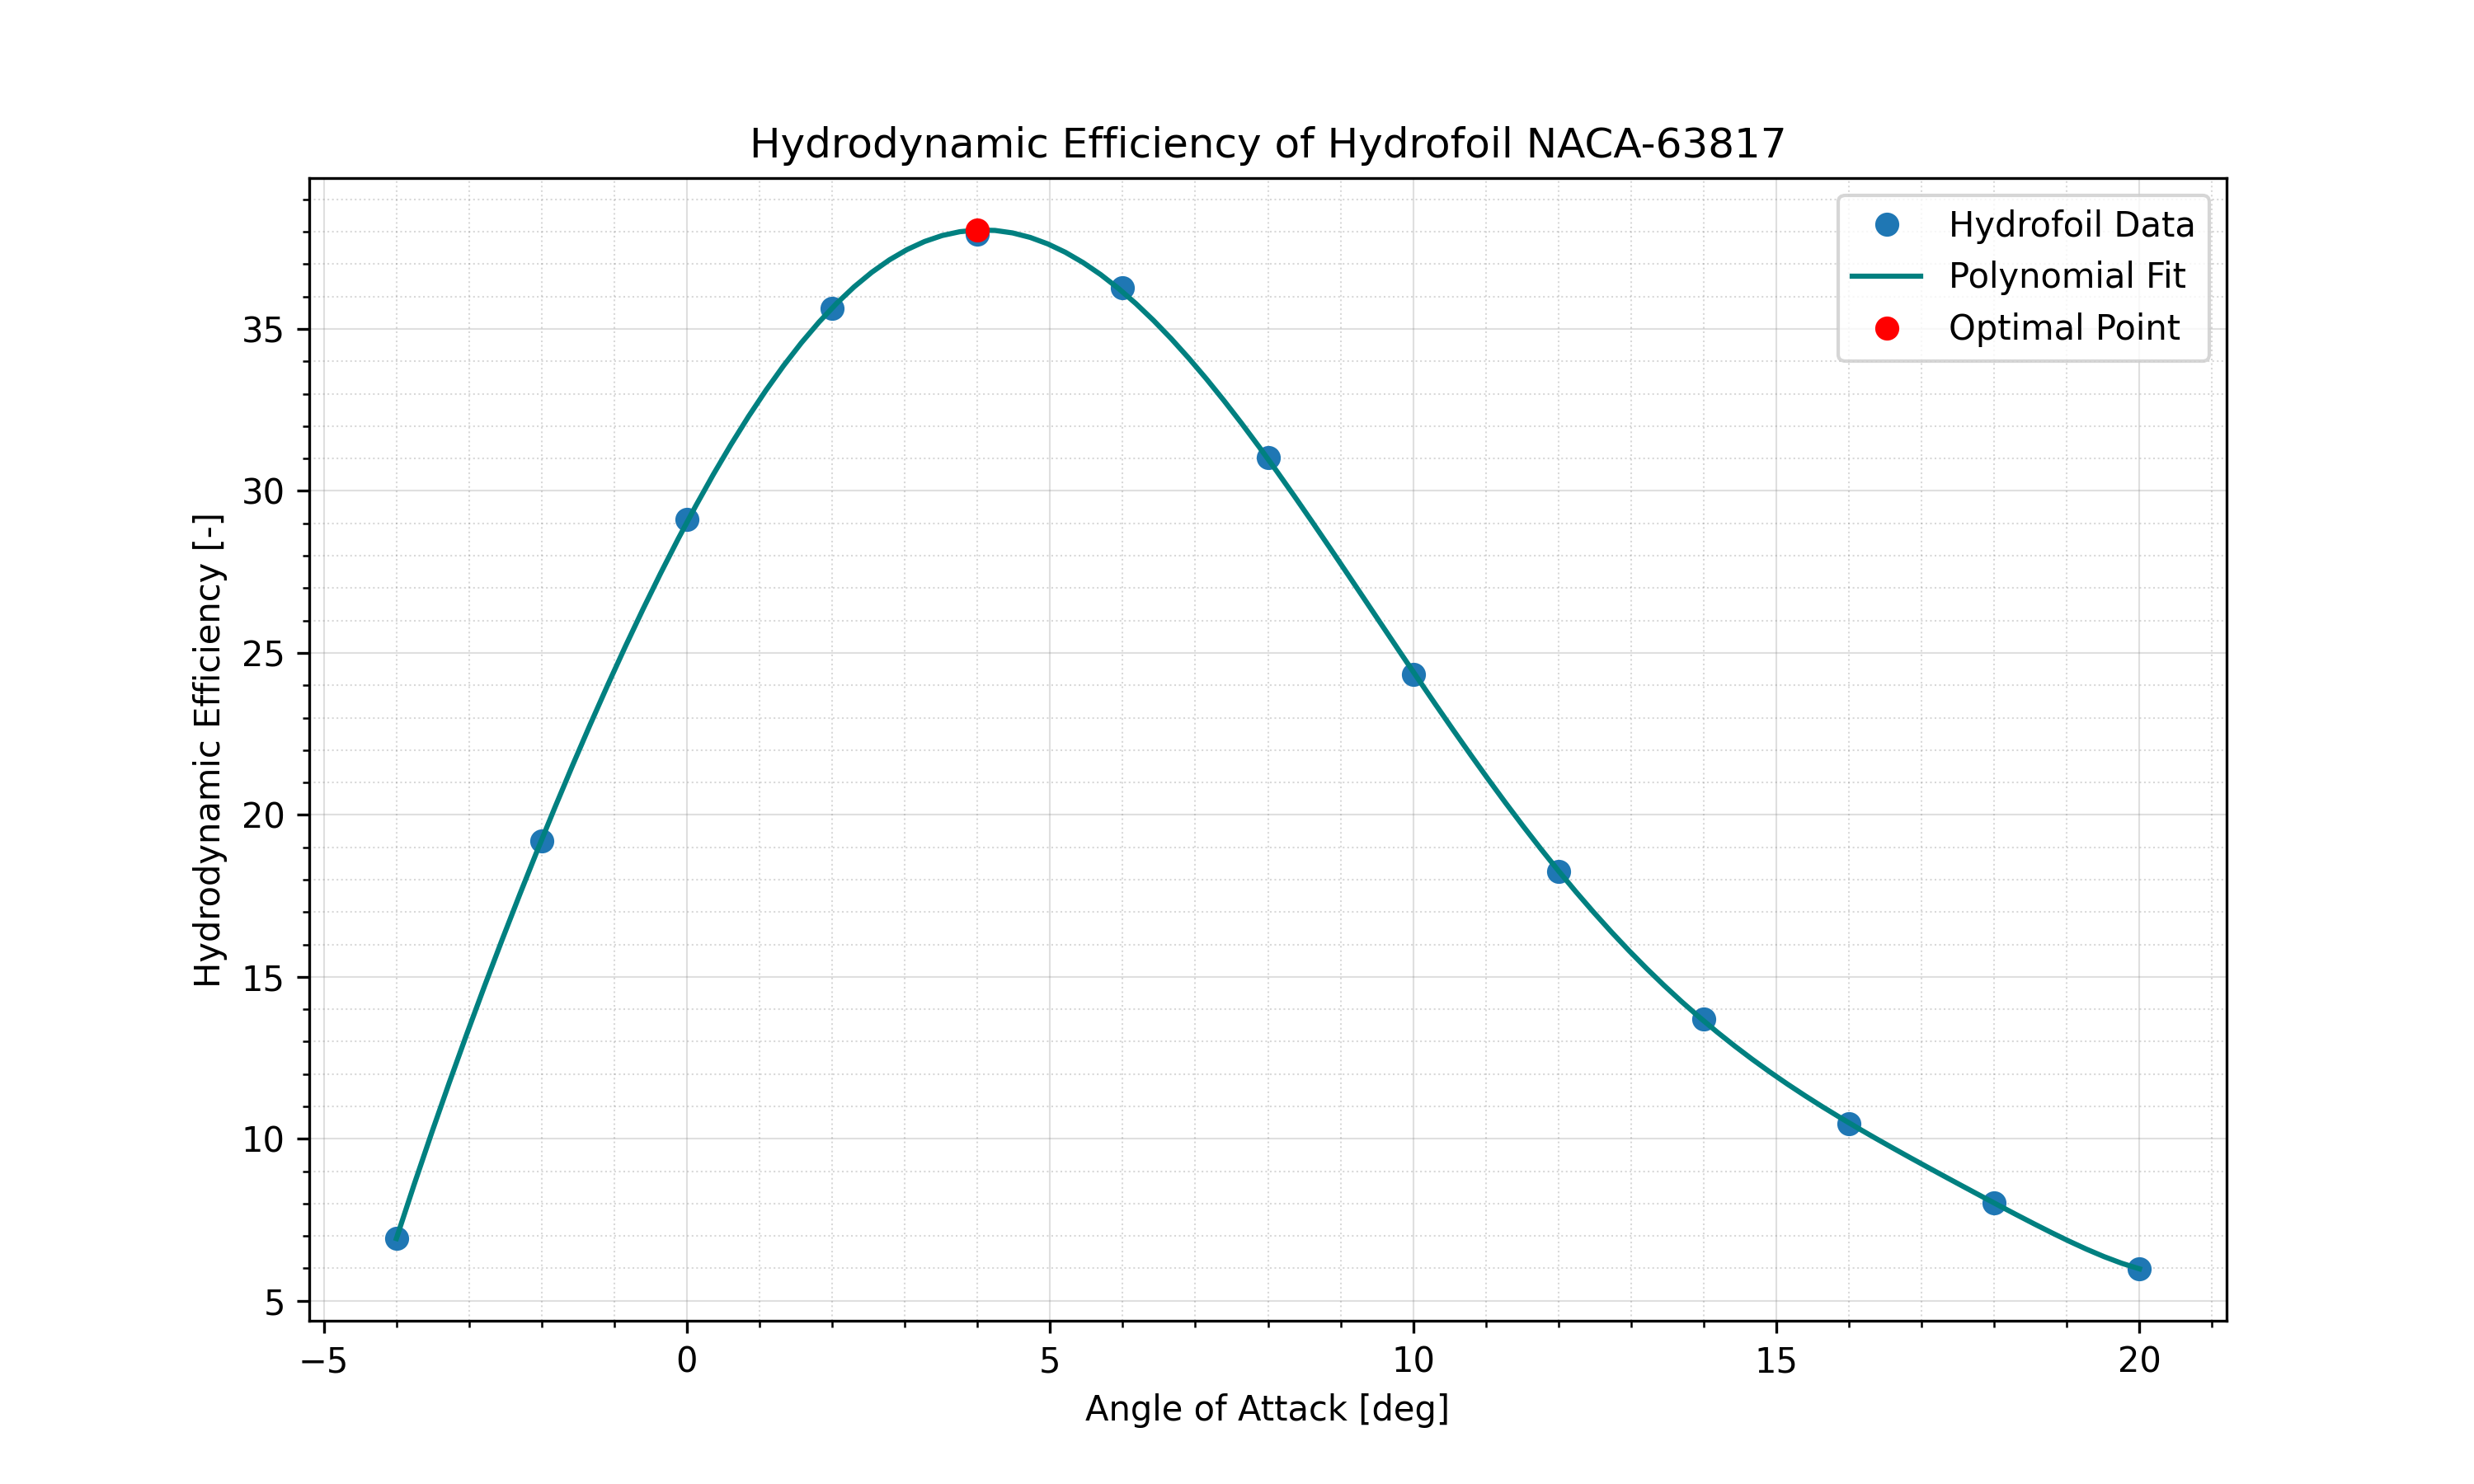 Hydrodynamic Efficiency of Hydrofoil NACA-63817
Hydrofoil Data
Polynomial Fit
Optimal Point
Hydrodynamic Efficiency [-]
35
30
25
20
15
10
5
−5 0 5 10 15 20
Angle of Attack [deg]